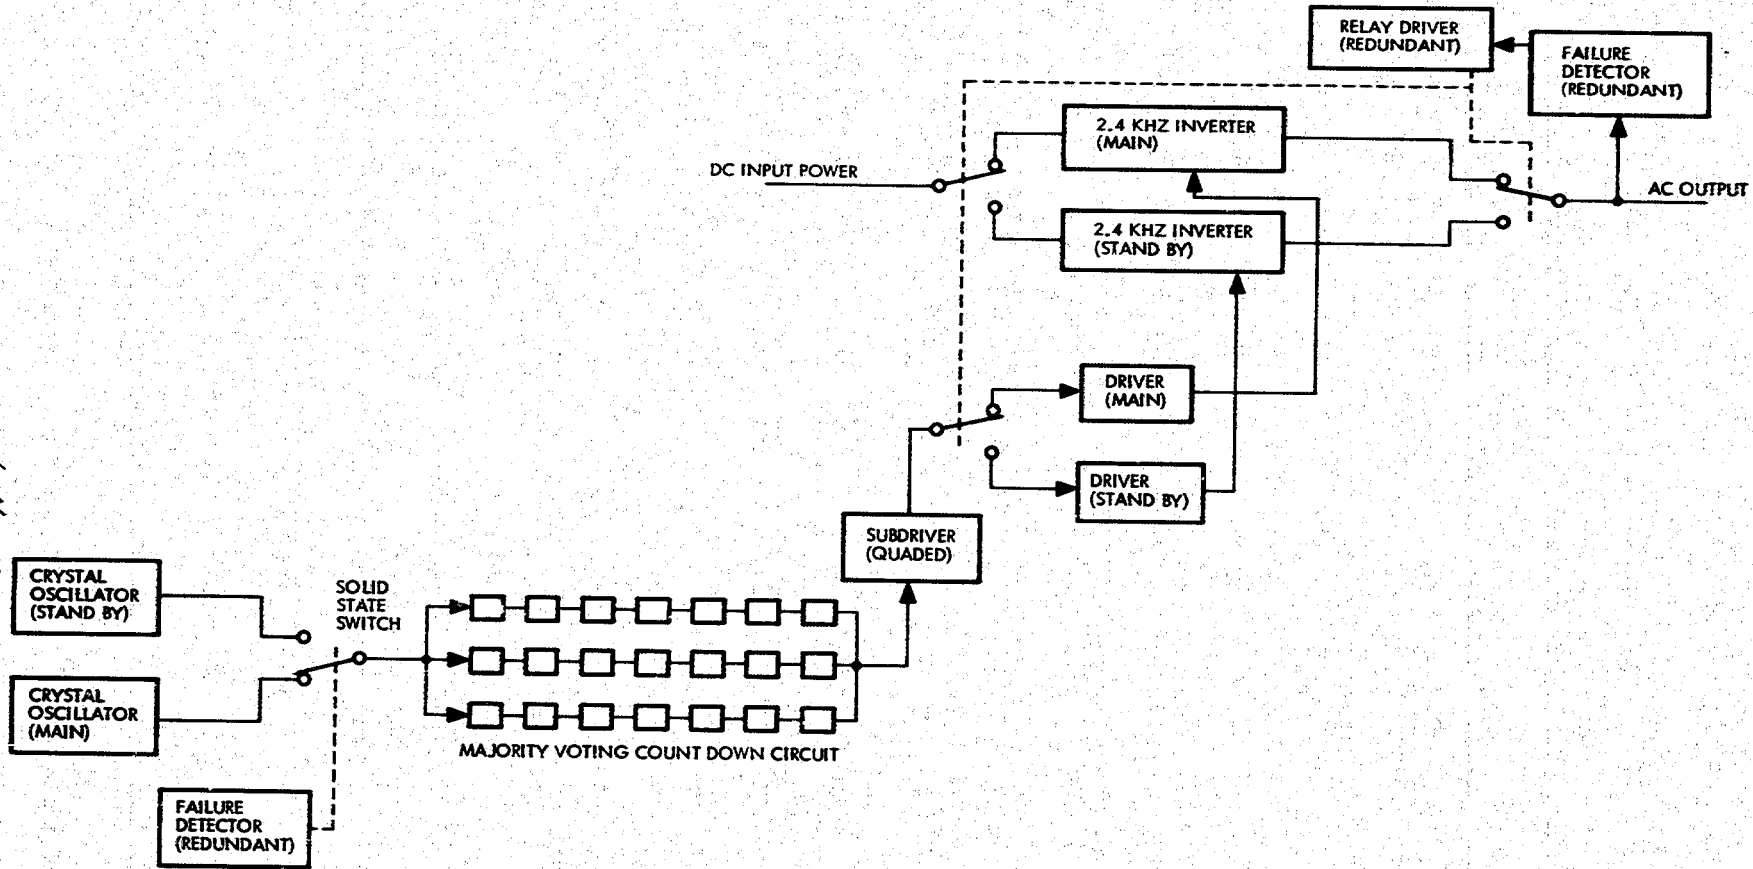 RELAY DRIVER
(REDUNDANT)
FAILURE
DETECTOR
(REDUNDANT)
2.4 KHZ INVERTER
(MAIN)
DC INPUT POWER
AC OUTPUT
2.4 KHZ INVERTER
(STAND BY)
DRIVER
(MAIN)
DRIVER
(STAND BY)
SUBDRIVER
(QUADED)
CRYSTAL
OSCILLATOR
(STAND BY)
SOLID
STATE
SWITCH
CRYSTAL
OSCILLATOR
(MAIN)
MAJORITY VOTING COUNT DOWN CIRCUIT
FAILURE
DETECTOR
(REDUNDANT)